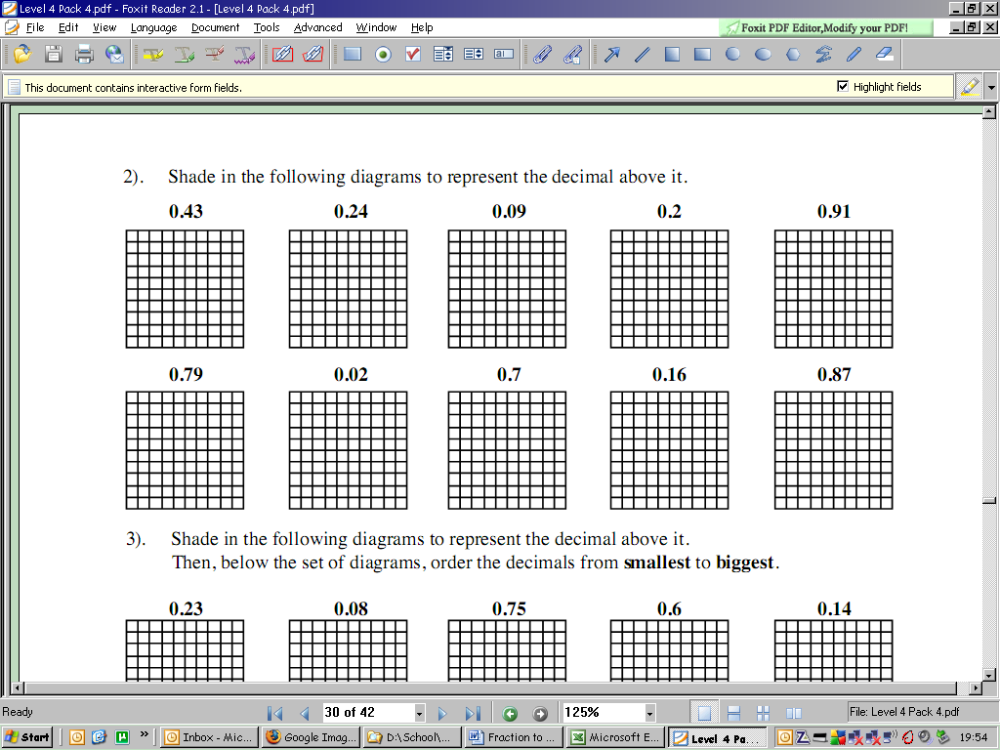 Level 4 Pack 4.pdf - Foxit Reader 2.1 - [Level 4 Pack 4.pdf]
File Edit View Language Document Tools Advanced Window Help
Foxit PDF Editor,Modify your PDF!
This document contains interactive form fields.
Highlight fields
2). Shade in the following diagrams to represent the decimal above it.
0.43 0.24 0.09 0.2 0.91
0.79 0.02 0.7 0.16 0.87
3). Shade in the following diagrams to represent the decimal above it.
Then, below the set of diagrams, order the decimals from smallest to biggest.
0.23 0.08 0.75 0.6 0.14
Ready 30 of 42 125% File: Level 4 Pack 4.pdf
Start » Inbox - Mic... Google Imag... D:\School\... Fraction to ... Microsoft E... Level 4 Pa... 19:54